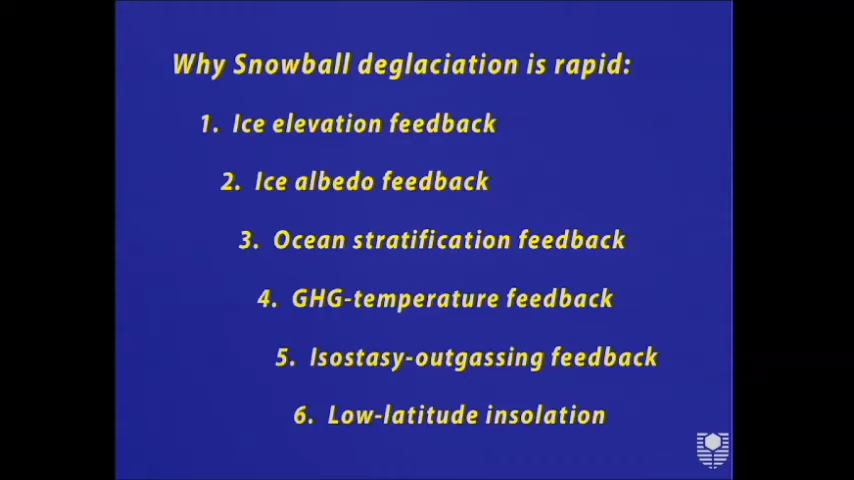 Why Snowball deglaciation is rapid:
1. Ice elevation feedback
2. Ice albedo feedback
3. Ocean stratification feedback
4. GHG-temperature feedback
5. Isostasy-outgassing feedback
6. Low-latitude insolation